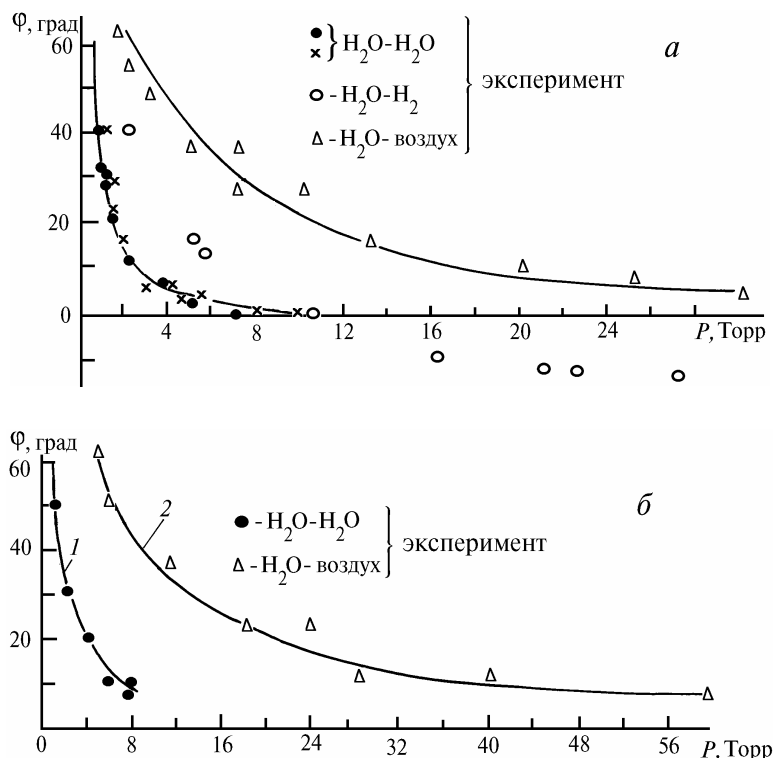 φ, град
а
60
40
20
0
● × } H₂O-H₂O
○ -H₂O-H₂
△ -H₂O- воздух
эксперимент
4 8 12 16 20 24
P, Торр
φ, град
б
60
40
20
1
2
● -H₂O-H₂O
△ -H₂O- воздух
эксперимент
0 8 16 24 32 40 48 56
P, Торр